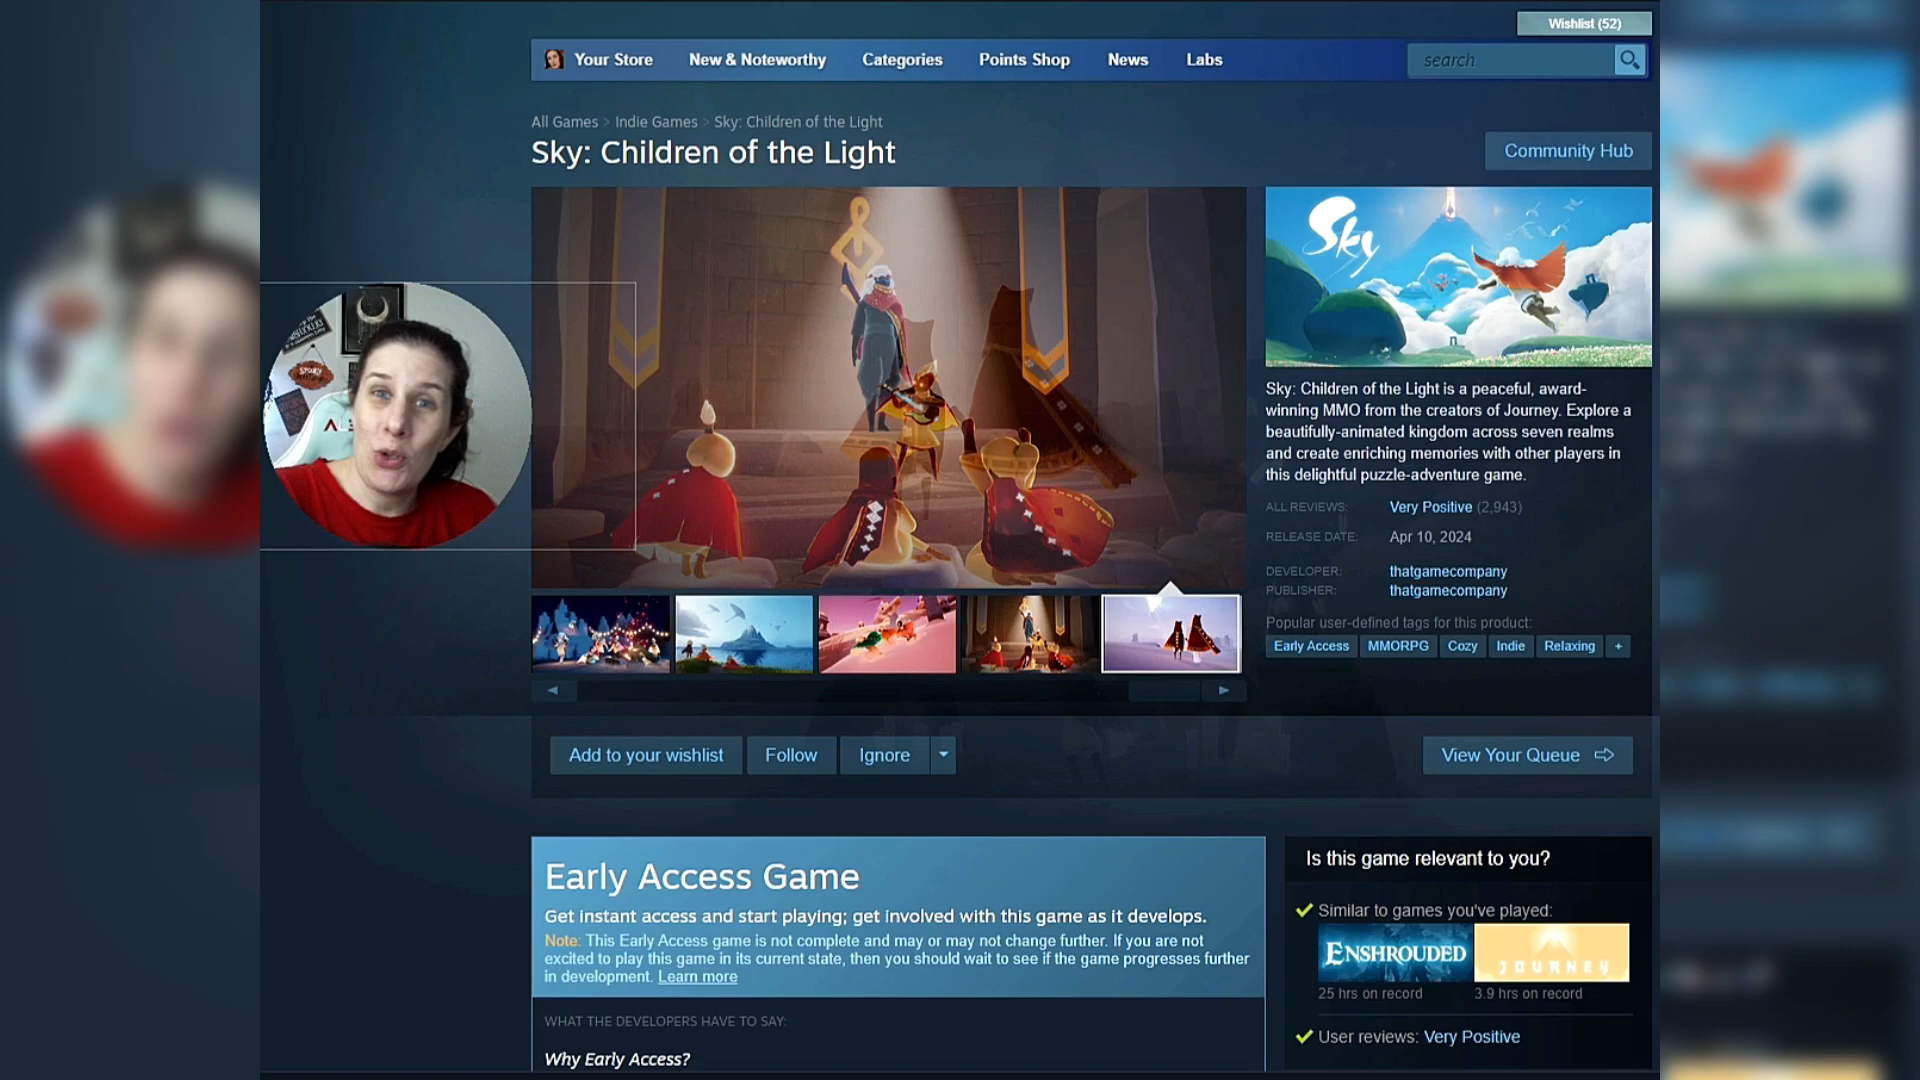 Wishlist (52)
Your Store
New & Noteworthy
Categories
Points Shop
News
Labs
search
All Games > Indie Games > Sky: Children of the Light
Sky: Children of the Light
Community Hub
Sky
Sky: Children of the Light is a peaceful, award-
winning MMO from the creators of Journey. Explore a
beautifully-animated kingdom across seven realms
and create enriching memories with other players in
this delightful puzzle-adventure game.
ALL REVIEWS: Very Positive (2,943)
RELEASE DATE: Apr 10, 2024
DEVELOPER: thatgamecompany
PUBLISHER: thatgamecompany
Popular user-defined tags for this product:
Early Access MMORPG Cozy Indie Relaxing +
Add to your wishlist
Follow
Ignore
View Your Queue
Early Access Game
Get instant access and start playing; get involved with this game as it develops.
Note: This Early Access game is not complete and may or may not change further. If you are not
excited to play this game in its current state, then you should wait to see if the game progresses further
in development. Learn more
WHAT THE DEVELOPERS HAVE TO SAY:
Why Early Access?
Is this game relevant to you?
Similar to games you've played:
ENSHROUDED JOURNEY
25 hrs on record 3.9 hrs on record
User reviews: Very Positive